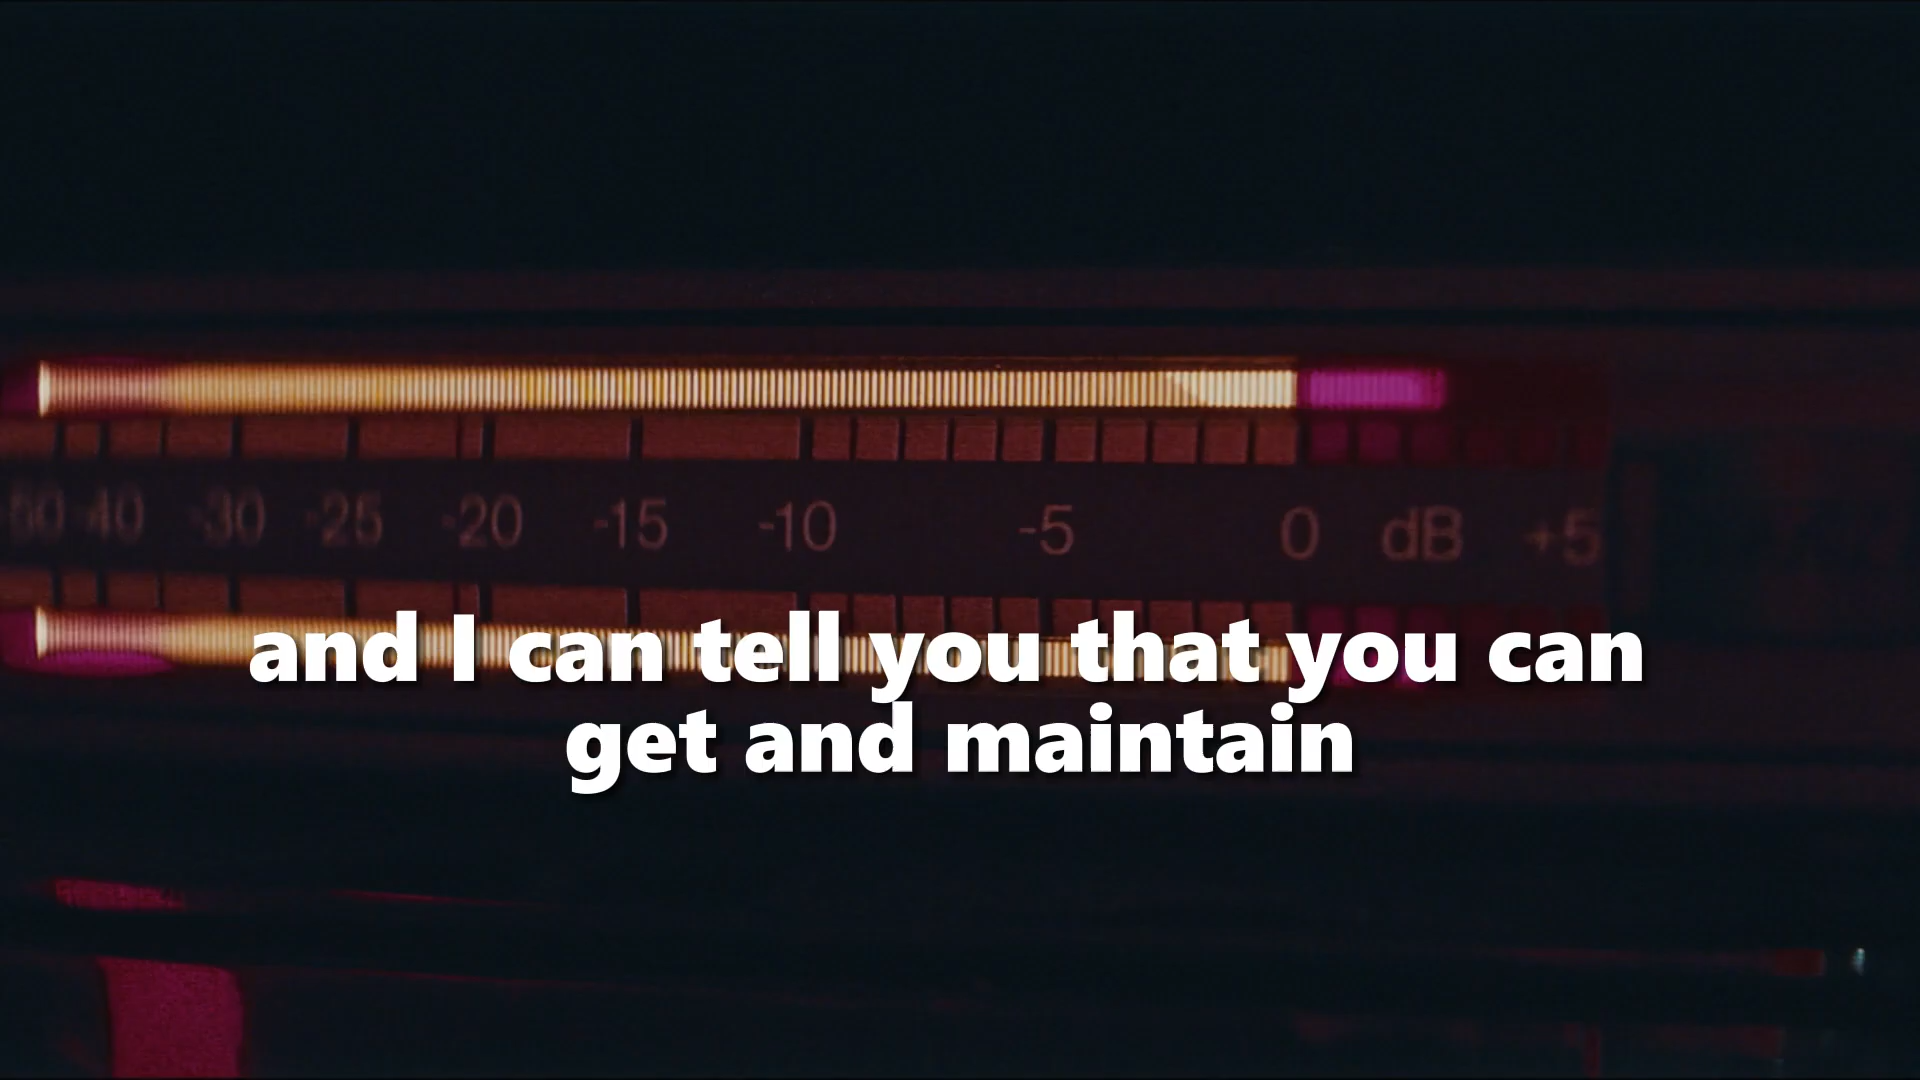 -30 -25 -20 -15 -10 -5 0 dB +5
and I can tell you that you can
get and maintain